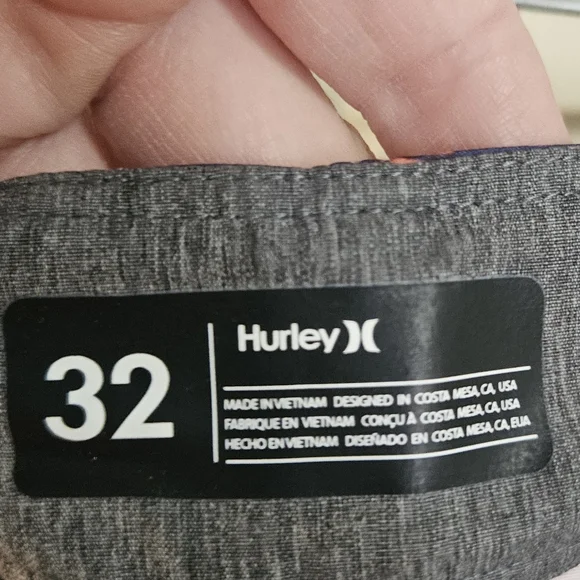 32
Hurley
MADE IN VIETNAM DESIGNED IN COSTA MESA, CA, USA
FABRIQUE EN VIETNAM CONÇU À COSTA MESA, CA, USA
HECHO EN VIETNAM DISEÑADO EN COSTA MESA, CA, EUA